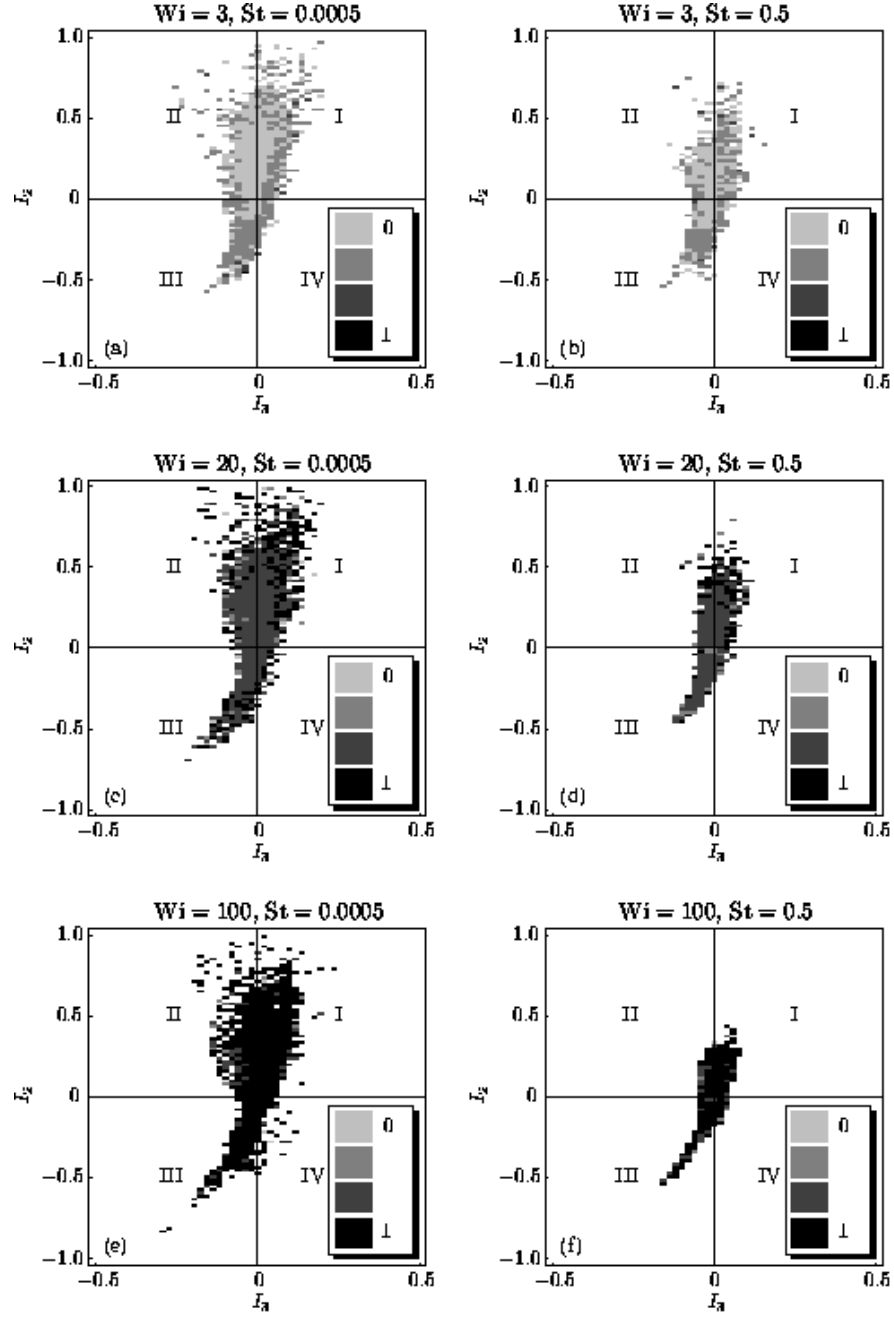 Wi = 3, St = 0.0005
1.0
0.5
0
−0.5
−1.0
I₂
II
I
III
IV
0
1
(a)
−0.5
0
0.5
I₃
Wi = 3, St = 0.5
1.0
0.5
0
−0.5
−1.0
I₂
II
I
III
IV
0
1
(b)
−0.5
0
0.5
I₃
Wi = 20, St = 0.0005
1.0
0.5
0
−0.5
−1.0
I₂
II
I
III
IV
0
1
(c)
−0.5
0
0.5
I₃
Wi = 20, St = 0.5
1.0
0.5
0
−0.5
−1.0
I₂
II
I
III
IV
0
1
(d)
−0.5
0
0.5
I₃
Wi = 100, St = 0.0005
1.0
0.5
0
−0.5
−1.0
I₂
II
I
III
IV
0
1
(e)
−0.5
0
0.5
I₃
Wi = 100, St = 0.5
1.0
0.5
0
−0.5
−1.0
I₂
II
I
III
IV
0
1
(f)
−0.5
0
0.5
I₃